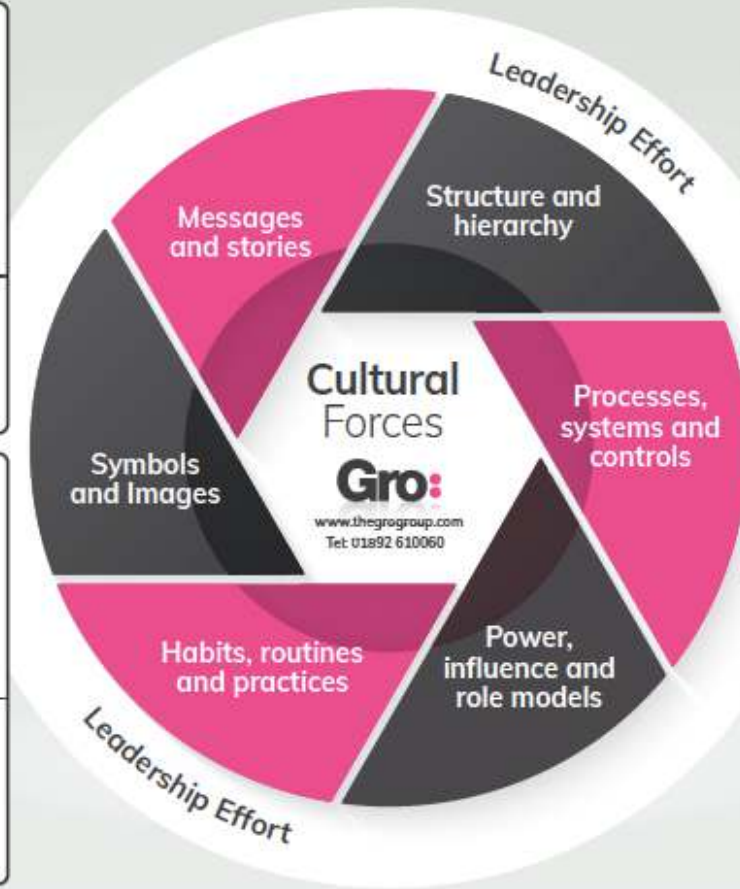 Leadership Effort
Structure and
hierarchy
Messages
and stories
Processes,
systems and
controls
Cultural
Forces
Gro:
www.thegrogroup.com
Tel: 01892 610060
Symbols
and Images
Power,
influence and
role models
Habits, routines
and practices
Leadership Effort